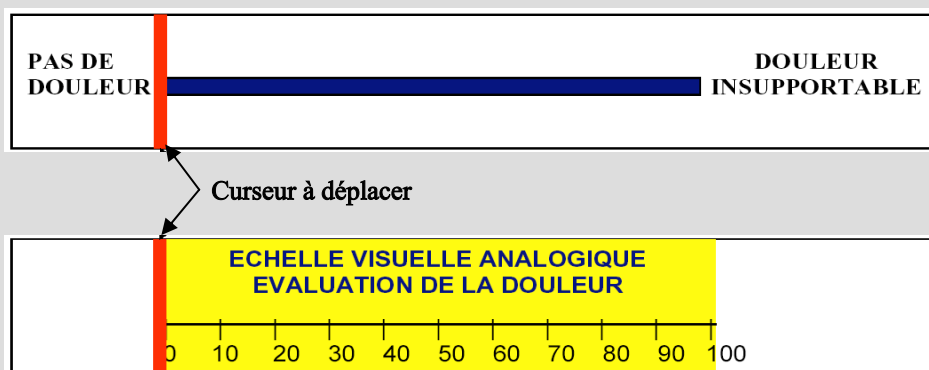 PAS DE
DOULEUR
DOULEUR
INSUPPORTABLE
Curseur à déplacer
ECHELLE VISUELLE ANALOGIQUE
EVALUATION DE LA DOULEUR
0 10 20 30 40 50 60 70 80 90 100